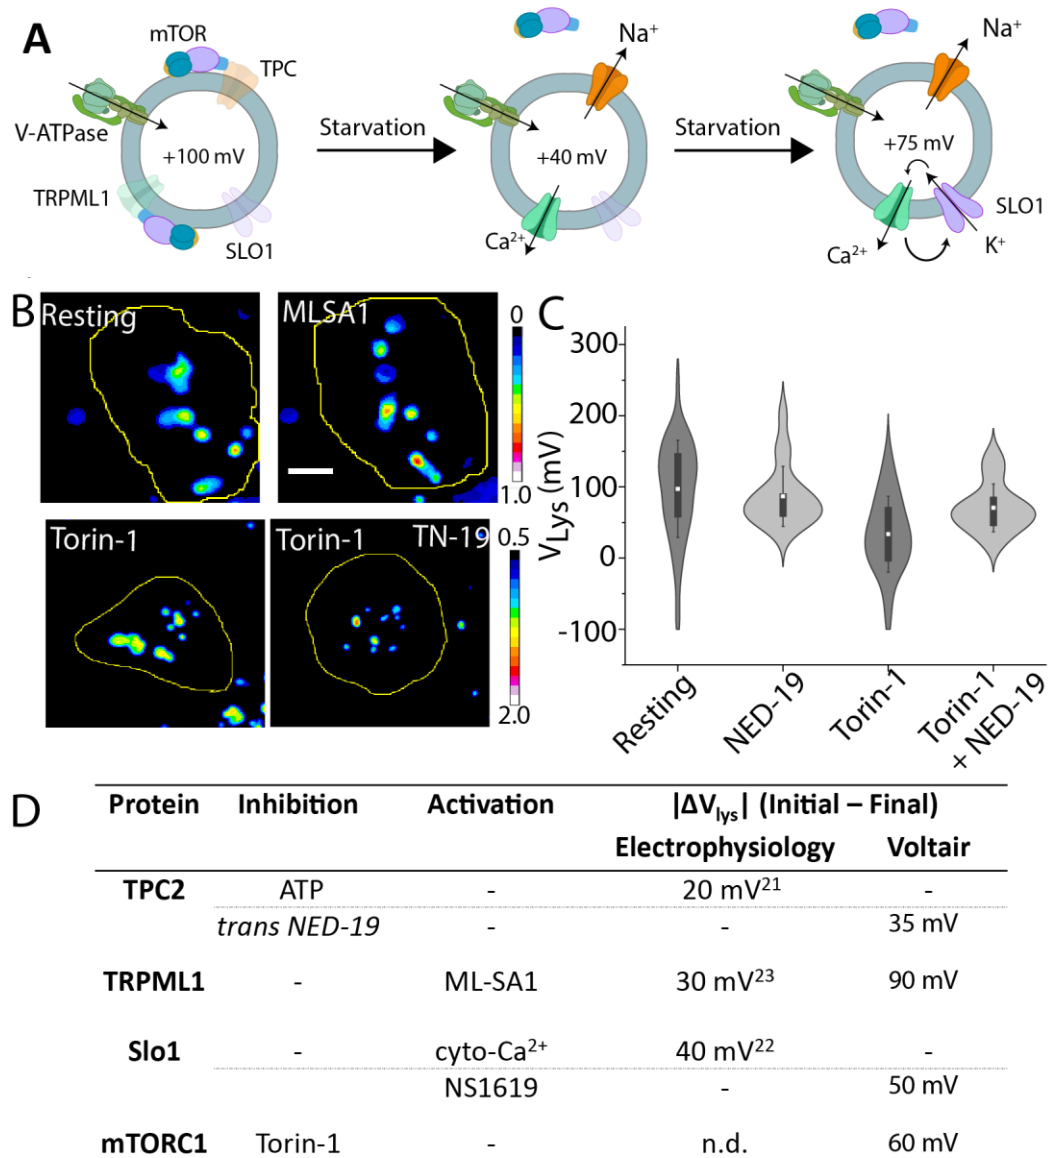 A
mTOR
TPC
V-ATPase
+100 mV
TRPML1
SLO1
Starvation
Na⁺
+40 mV
Ca²⁺
Starvation
Na⁺
+75 mV
SLO1
Ca²⁺
K⁺
B
Resting
MLSA1
0
1.0
Torin-1
Torin-1 TN-19
0.5
2.0
C
V_Lys (mV)
300
200
100
0
-100
Resting
NED-19
Torin-1
Torin-1
+ NED-19
D
Protein Inhibition Activation |ΔV_lys| (Initial – Final)
Electrophysiology Voltair
TPC2 ATP - 20 mV²¹ -
trans NED-19 - - 35 mV
TRPML1 - ML-SA1 30 mV²³ 90 mV
Slo1 - cyto-Ca²⁺ 40 mV²² -
NS1619 - 50 mV
mTORC1 Torin-1 - n.d. 60 mV